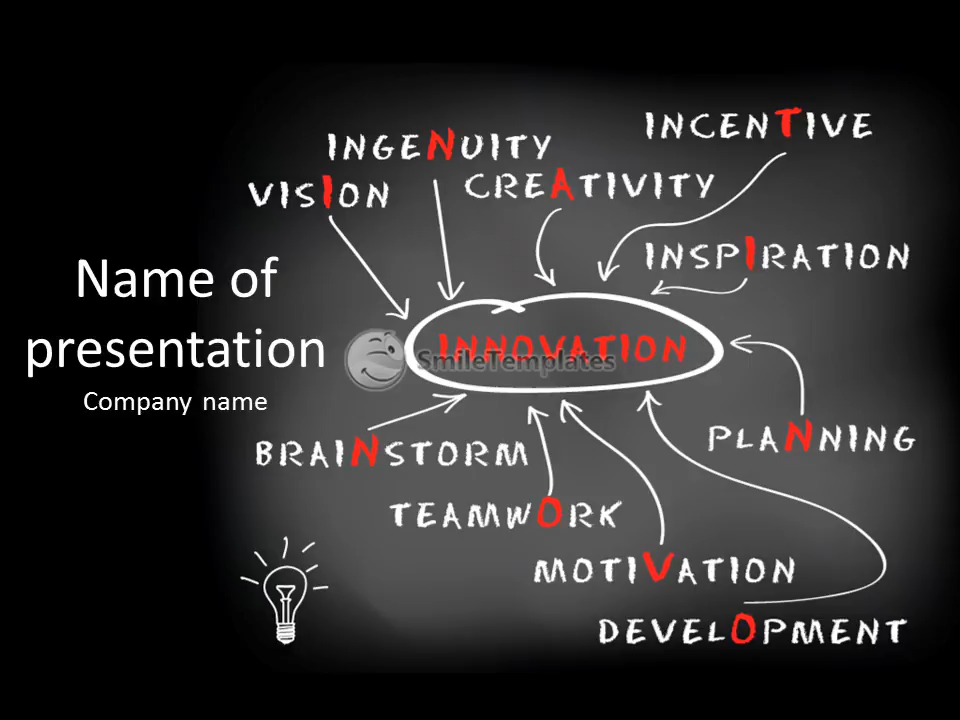 INCENTIVE
INGENUITY
CREATIVITY
VISION
INSPIRATION
Name of
presentation
Company name
INNOVATION
SmileTemplates
PLANNING
BRAINSTORM
TEAMWORK
MOTIVATION
DEVELOPMENT